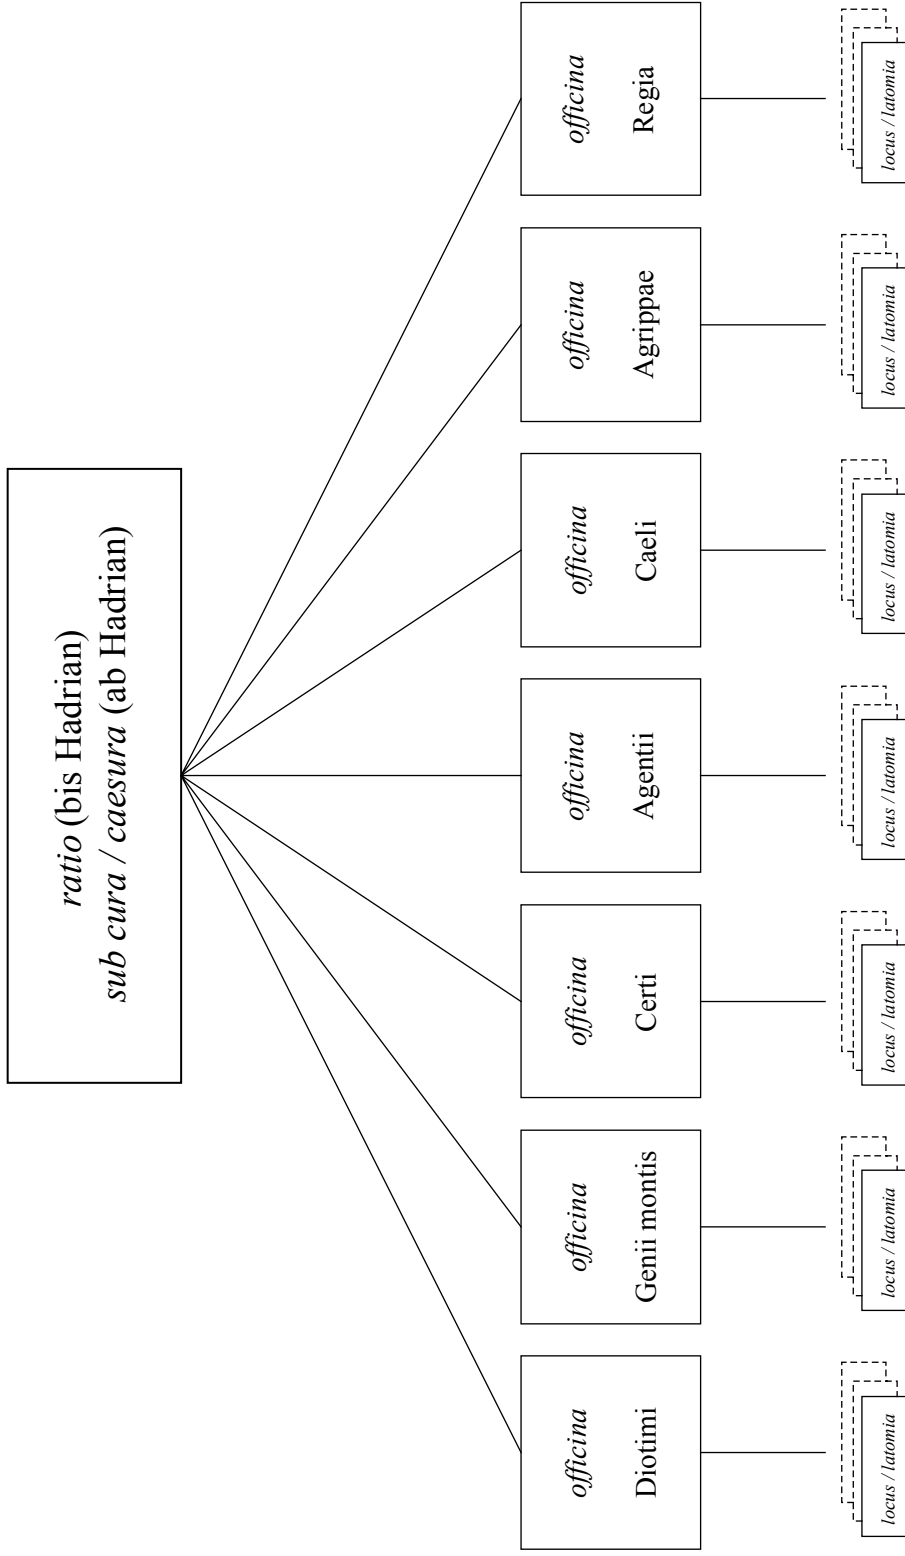 ratio (bis Hadrian)
sub cura / caesura (ab Hadrian)
officina
Diotimi
officina
Genii montis
officina
Certi
officina
Agentii
officina
Caeli
officina
Agrippae
officina
Regia
locus / latomia
locus / latomia
locus / latomia
locus / latomia
locus / latomia
locus / latomia
locus / latomia